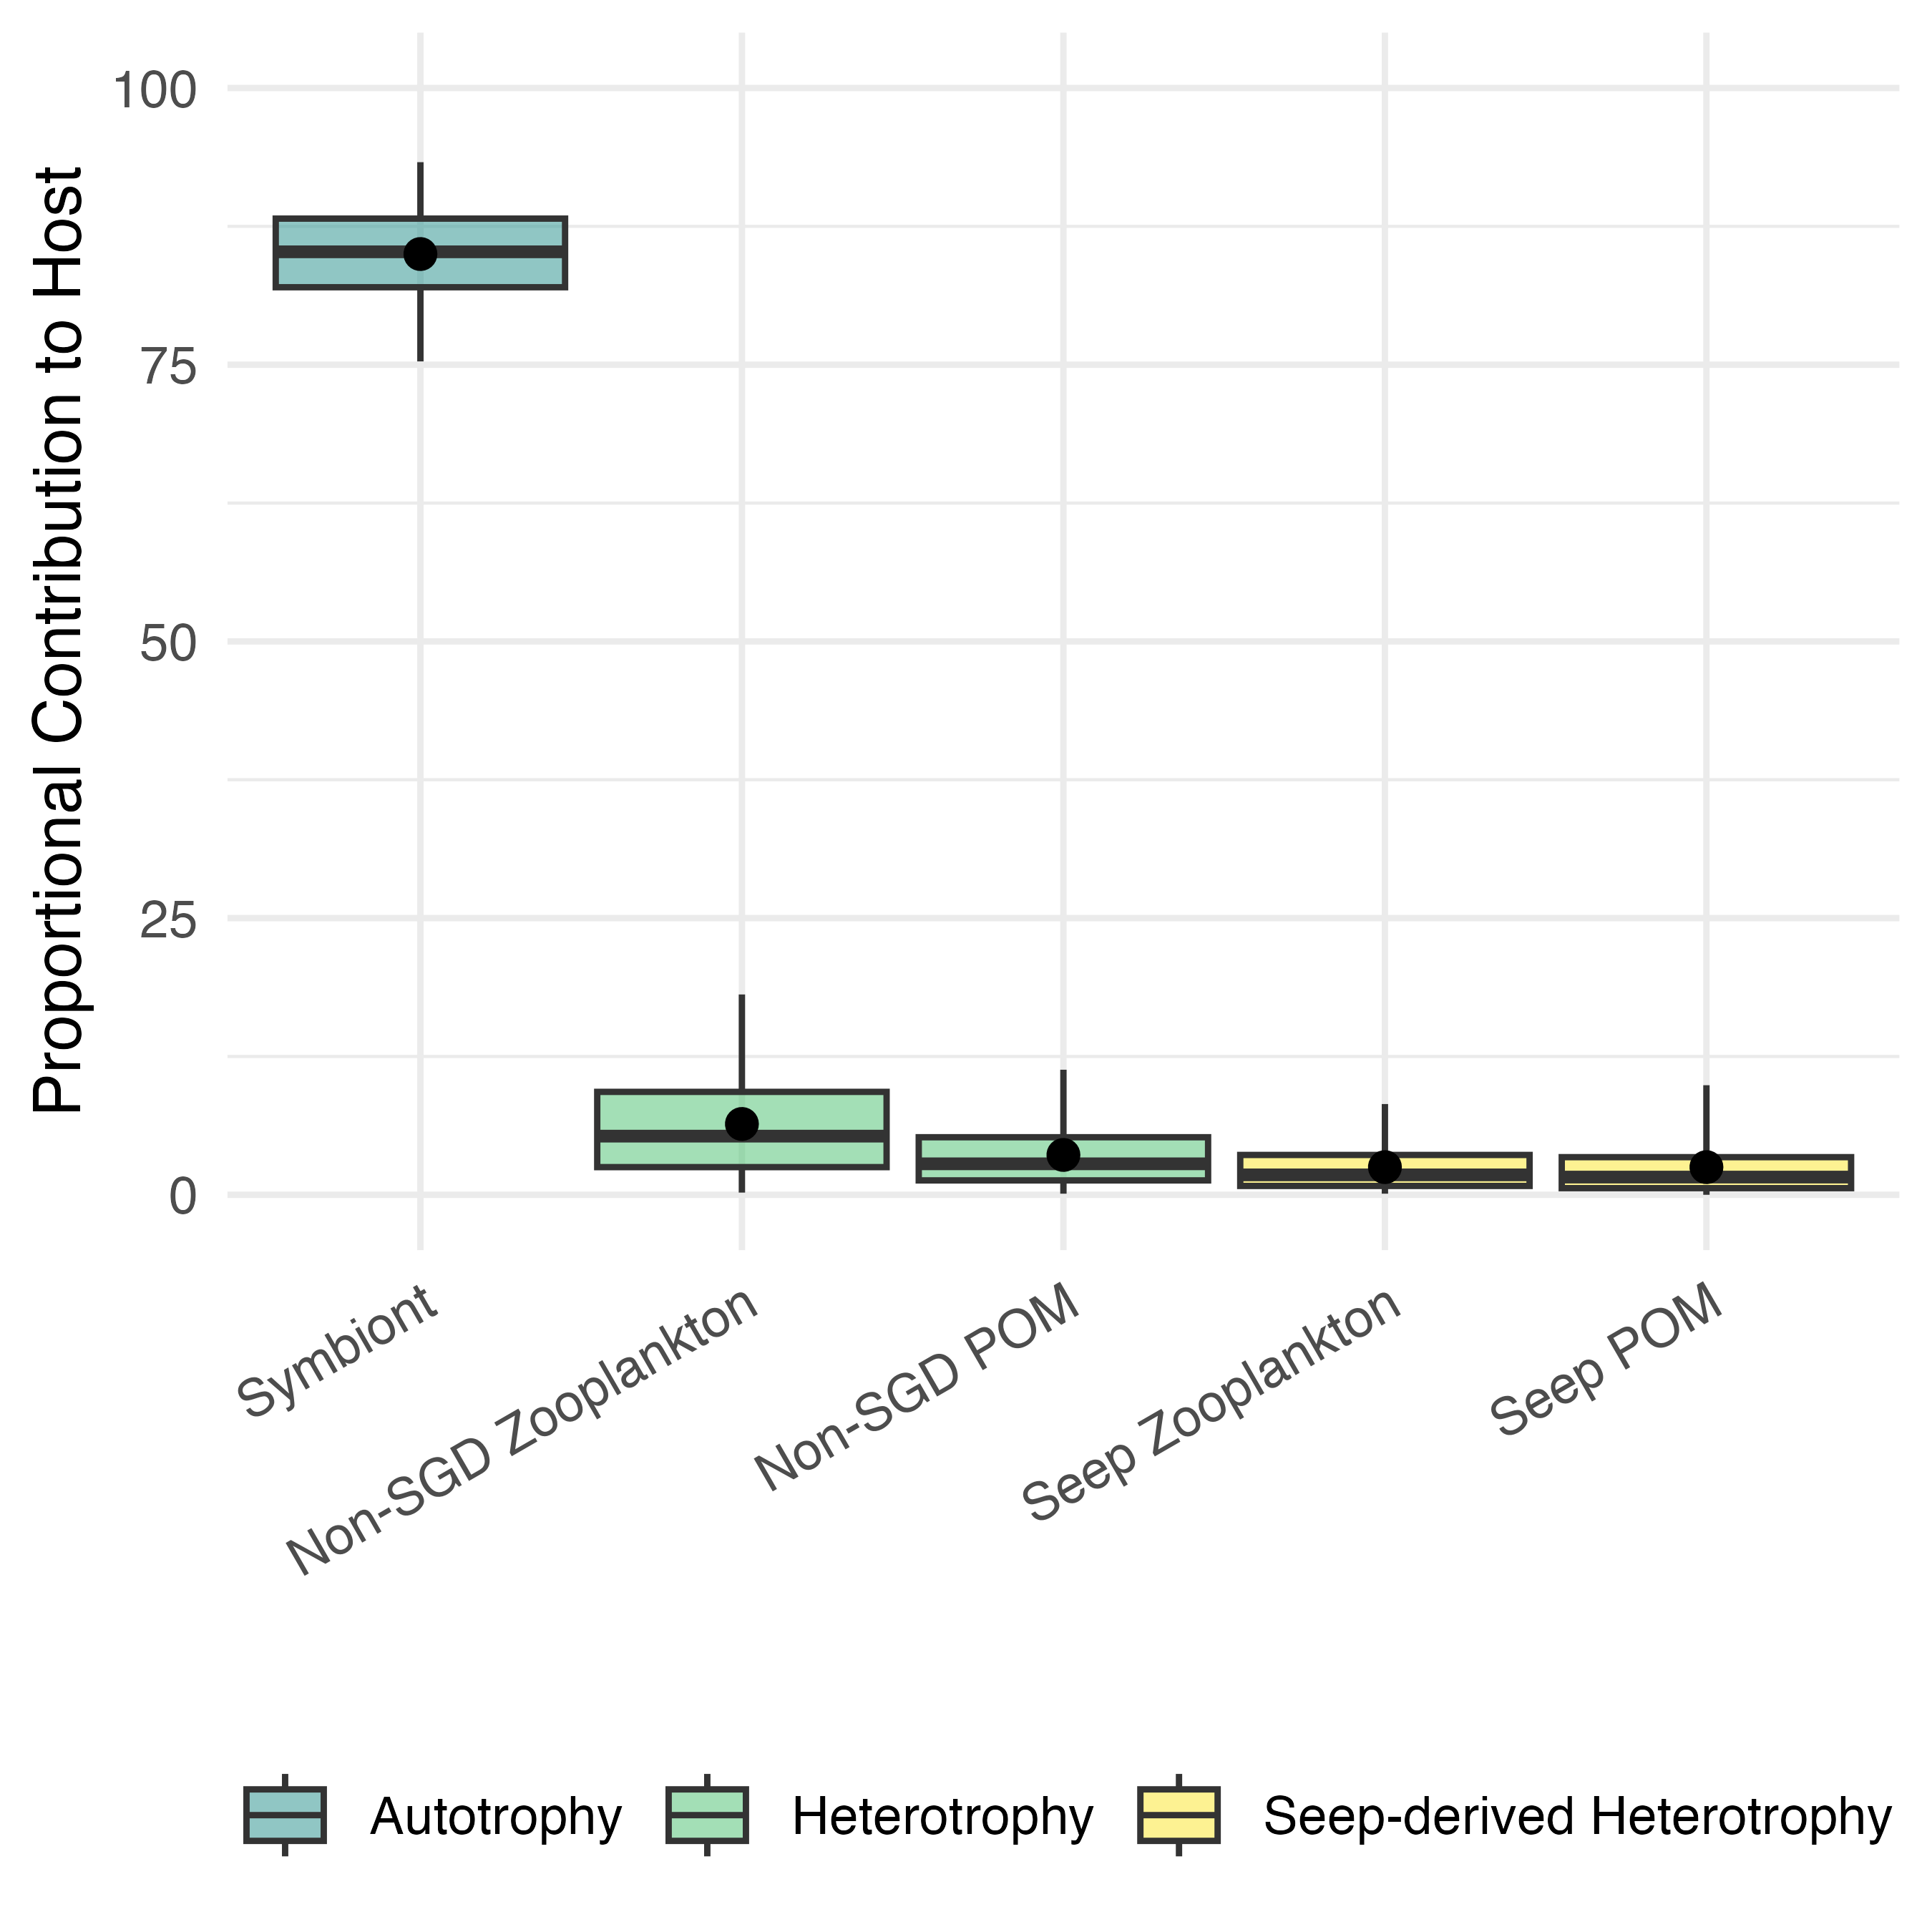 Proportional Contribution to Host
100
75
50
25
0
Symbiont
Non-SGD Zooplankton
Non-SGD POM
Seep Zooplankton
Seep POM
Autotrophy
Heterotrophy
Seep-derived Heterotrophy